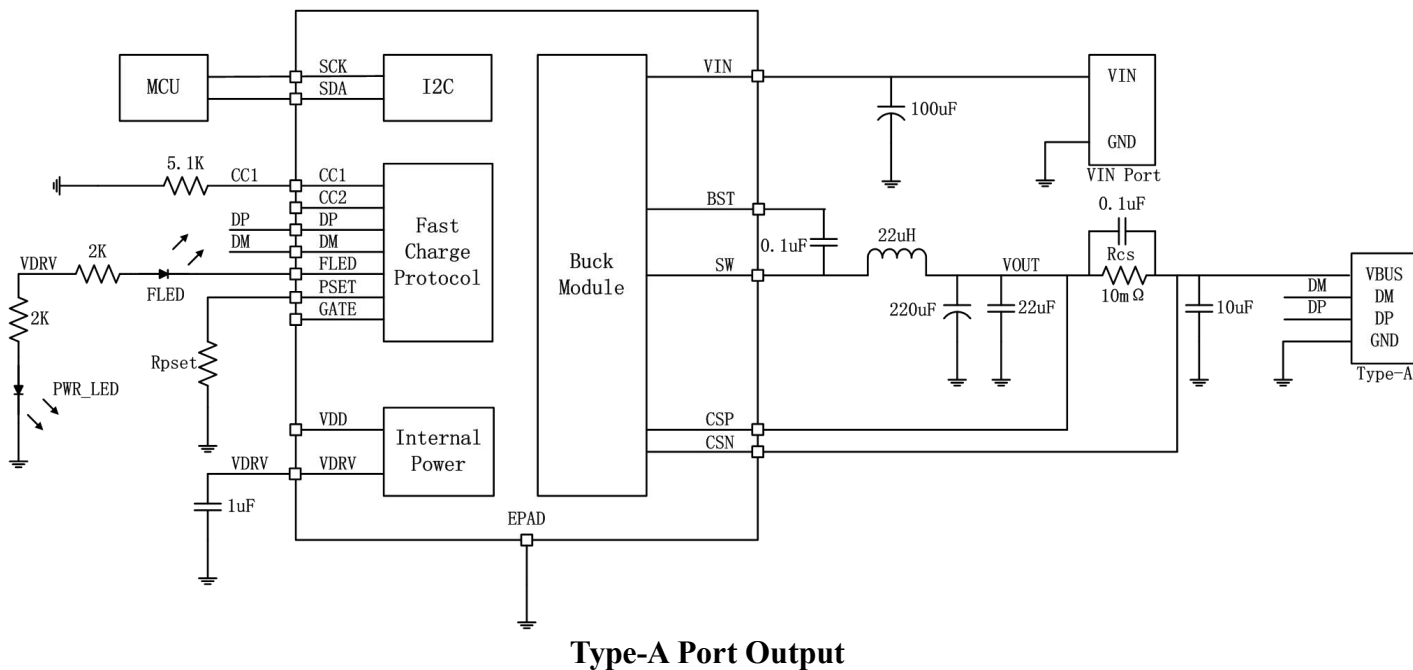 MCU
SCK
SDA
I2C
5.1K
CC1
CC1
CC2
DP
DP
DM
DM
VDRV
2K
FLED
FLED
PSET
GATE
Fast
Charge
Protocol
2K
PWR_LED
Rpset
VDD
VDRV
VDRV
Internal
Power
1uF
EPAD
Buck
Module
VIN
BST
SW
CSP
CSN
100uF
VIN
GND
VIN Port
0.1uF
22uH
VOUT
220uF
22uF
0.1uF
Rcs
10mΩ
10uF
DM
DP
VBUS
DM
DP
GND
Type-A
Type-A Port Output